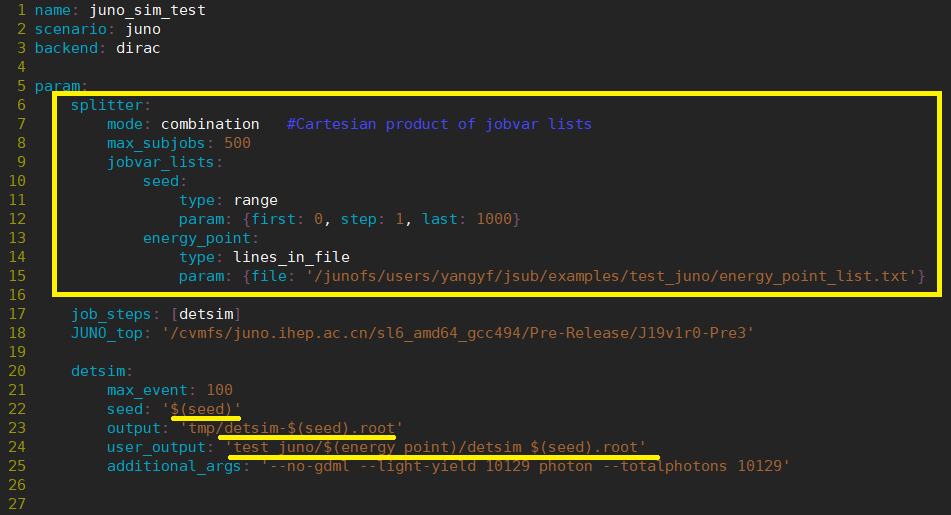 1 name: juno_sim_test
2 scenario: juno
3 backend: dirac
4
5 param:
6     splitter:
7         mode: combination   #Cartesian product of jobvar lists
8         max_subjobs: 500
9         jobvar_lists:
10             seed:
11                 type: range
12                 param: {first: 0, step: 1, last: 1000}
13             energy_point:
14                 type: lines_in_file
15                 param: {file: '/junofs/users/yangyf/jsub/examples/test_juno/energy_point_list.txt'}
16
17     job_steps: [detsim]
18     JUNO_top: '/cvmfs/juno.ihep.ac.cn/sl6_amd64_gcc494/Pre-Release/J19v1r0-Pre3'
19
20     detsim:
21         max_event: 100
22         seed: '$(seed)'
23         output: 'tmp/detsim-$(seed).root'
24         user_output: 'test_juno/$(energy_point)/detsim_$(seed).root'
25         additional_args: '--no-gdml --light-yield 10129 photon --totalphotons 10129'
26
27